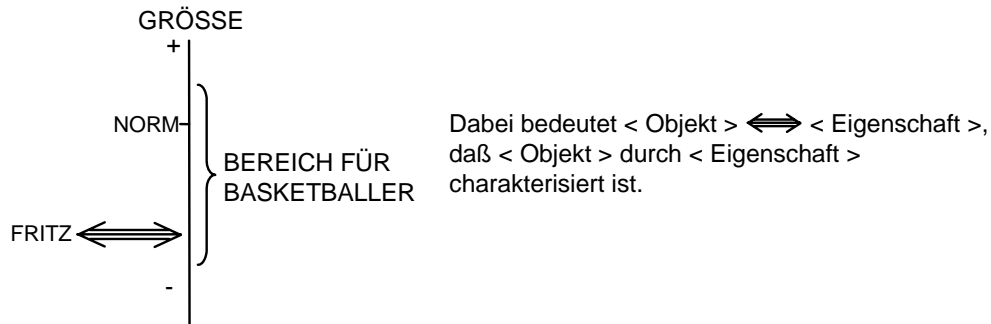 GRÖSSE
+
NORM
BEREICH FÜR
BASKETBALLER
FRITZ
-
Dabei bedeutet < Objekt > ⟺ < Eigenschaft >,
daß < Objekt > durch < Eigenschaft >
charakterisiert ist.